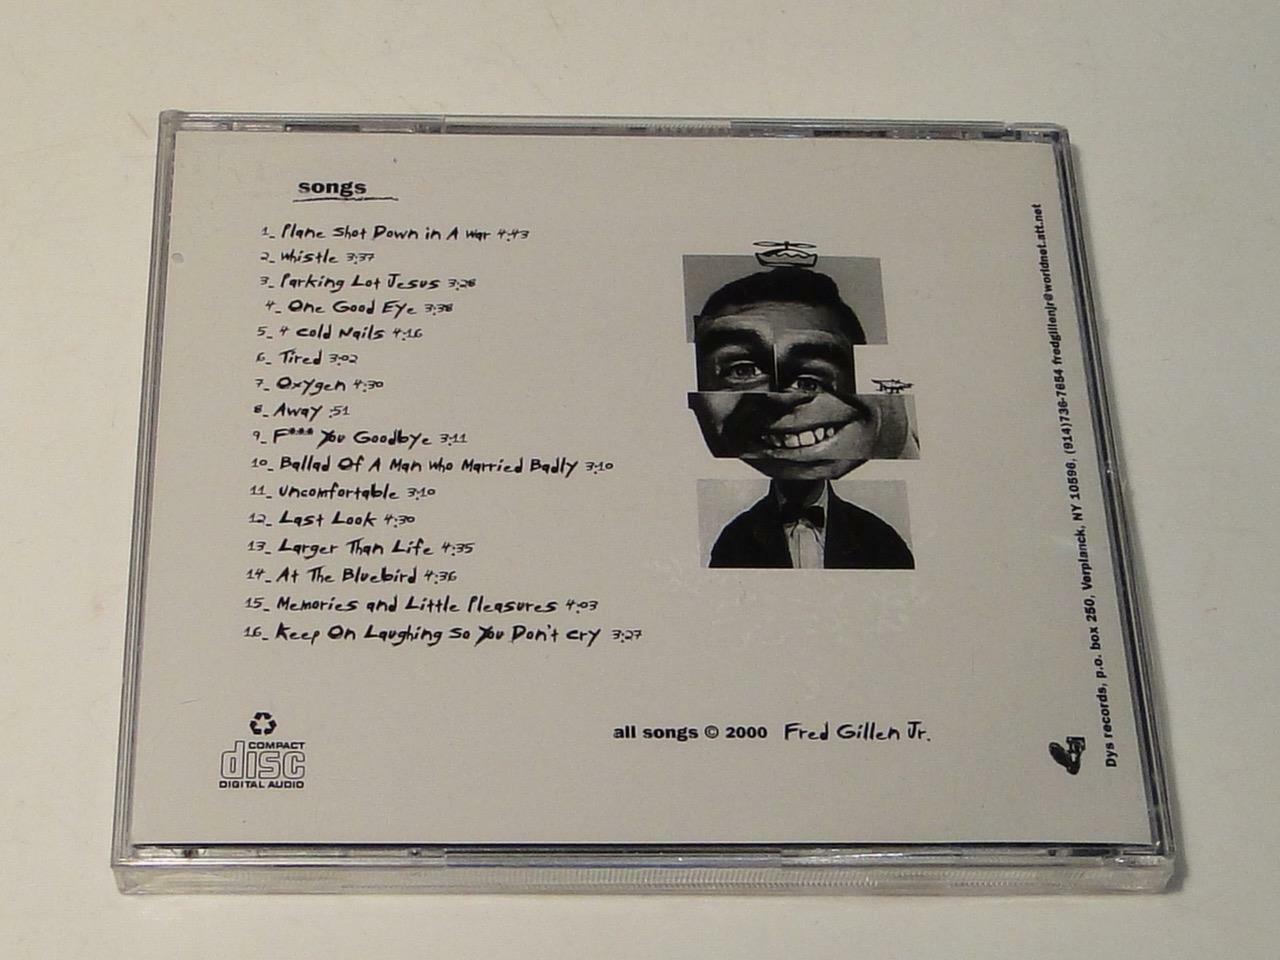 songs
1_ Plane Shot Down in A War 4:43
2_ Whistle 3:37
3_ Parking Lot Jesus 3:28
4_ One Good Eye 3:38
5_ 4 Cold Nails 4:16
6_ Tired 3:02
7_ Oxygen 4:30
8_ Away :51
9_ F*** You Goodbye 3:11
10_ Ballad Of A Man Who Married Badly 3:10
11_ Uncomfortable 3:10
12_ Last Look 4:30
13_ Larger Than Life 4:35
14_ At The Bluebird 4:36
15_ Memories and Little Pleasures 4:03
16_ Keep On Laughing So You Don't Cry 3:27
COMPACT
disc
DIGITAL AUDIO
all songs © 2000 Fred Gillen Jr.
Dys records, p.o. box 250, Verplanck, NY 10596, (914)736-7654 fredgillenjr@worldnet.att.net